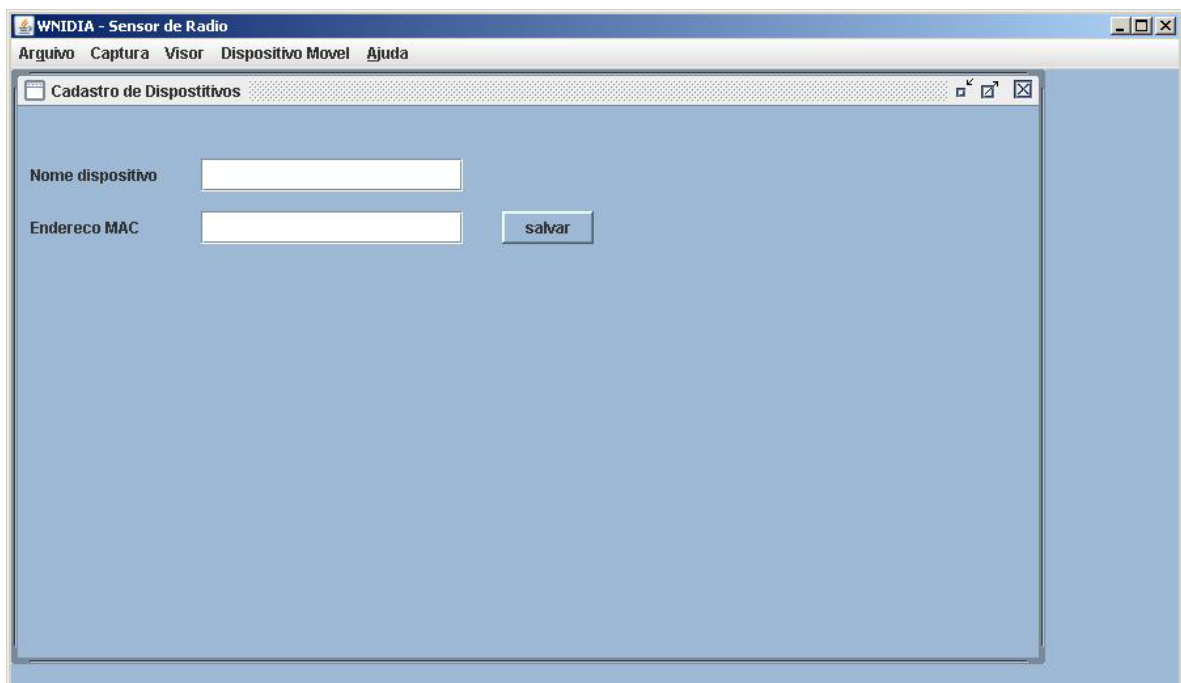 WNIDIA - Sensor de Radio
Arquivo Captura Visor Dispositivo Movel Ajuda
Cadastro de Dispostitivos
Nome dispositivo
Endereco MAC salvar